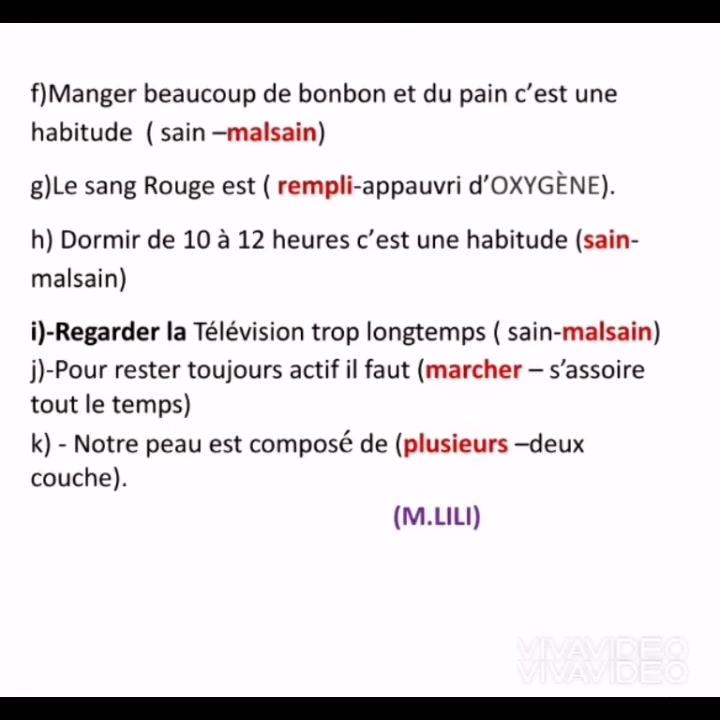 f)Manger beaucoup de bonbon et du pain c’est une
habitude ( sain –malsain)
g)Le sang Rouge est ( rempli-appauvri d’OXYGÈNE).
h) Dormir de 10 à 12 heures c’est une habitude (sain-
malsain)
i)-Regarder la Télévision trop longtemps ( sain-malsain)
j)-Pour rester toujours actif il faut (marcher – s’assoire
tout le temps)
k) - Notre peau est composé de (plusieurs –deux
couche).
(M.LILI)
VIVAVIDEO
VIVAVIDEO